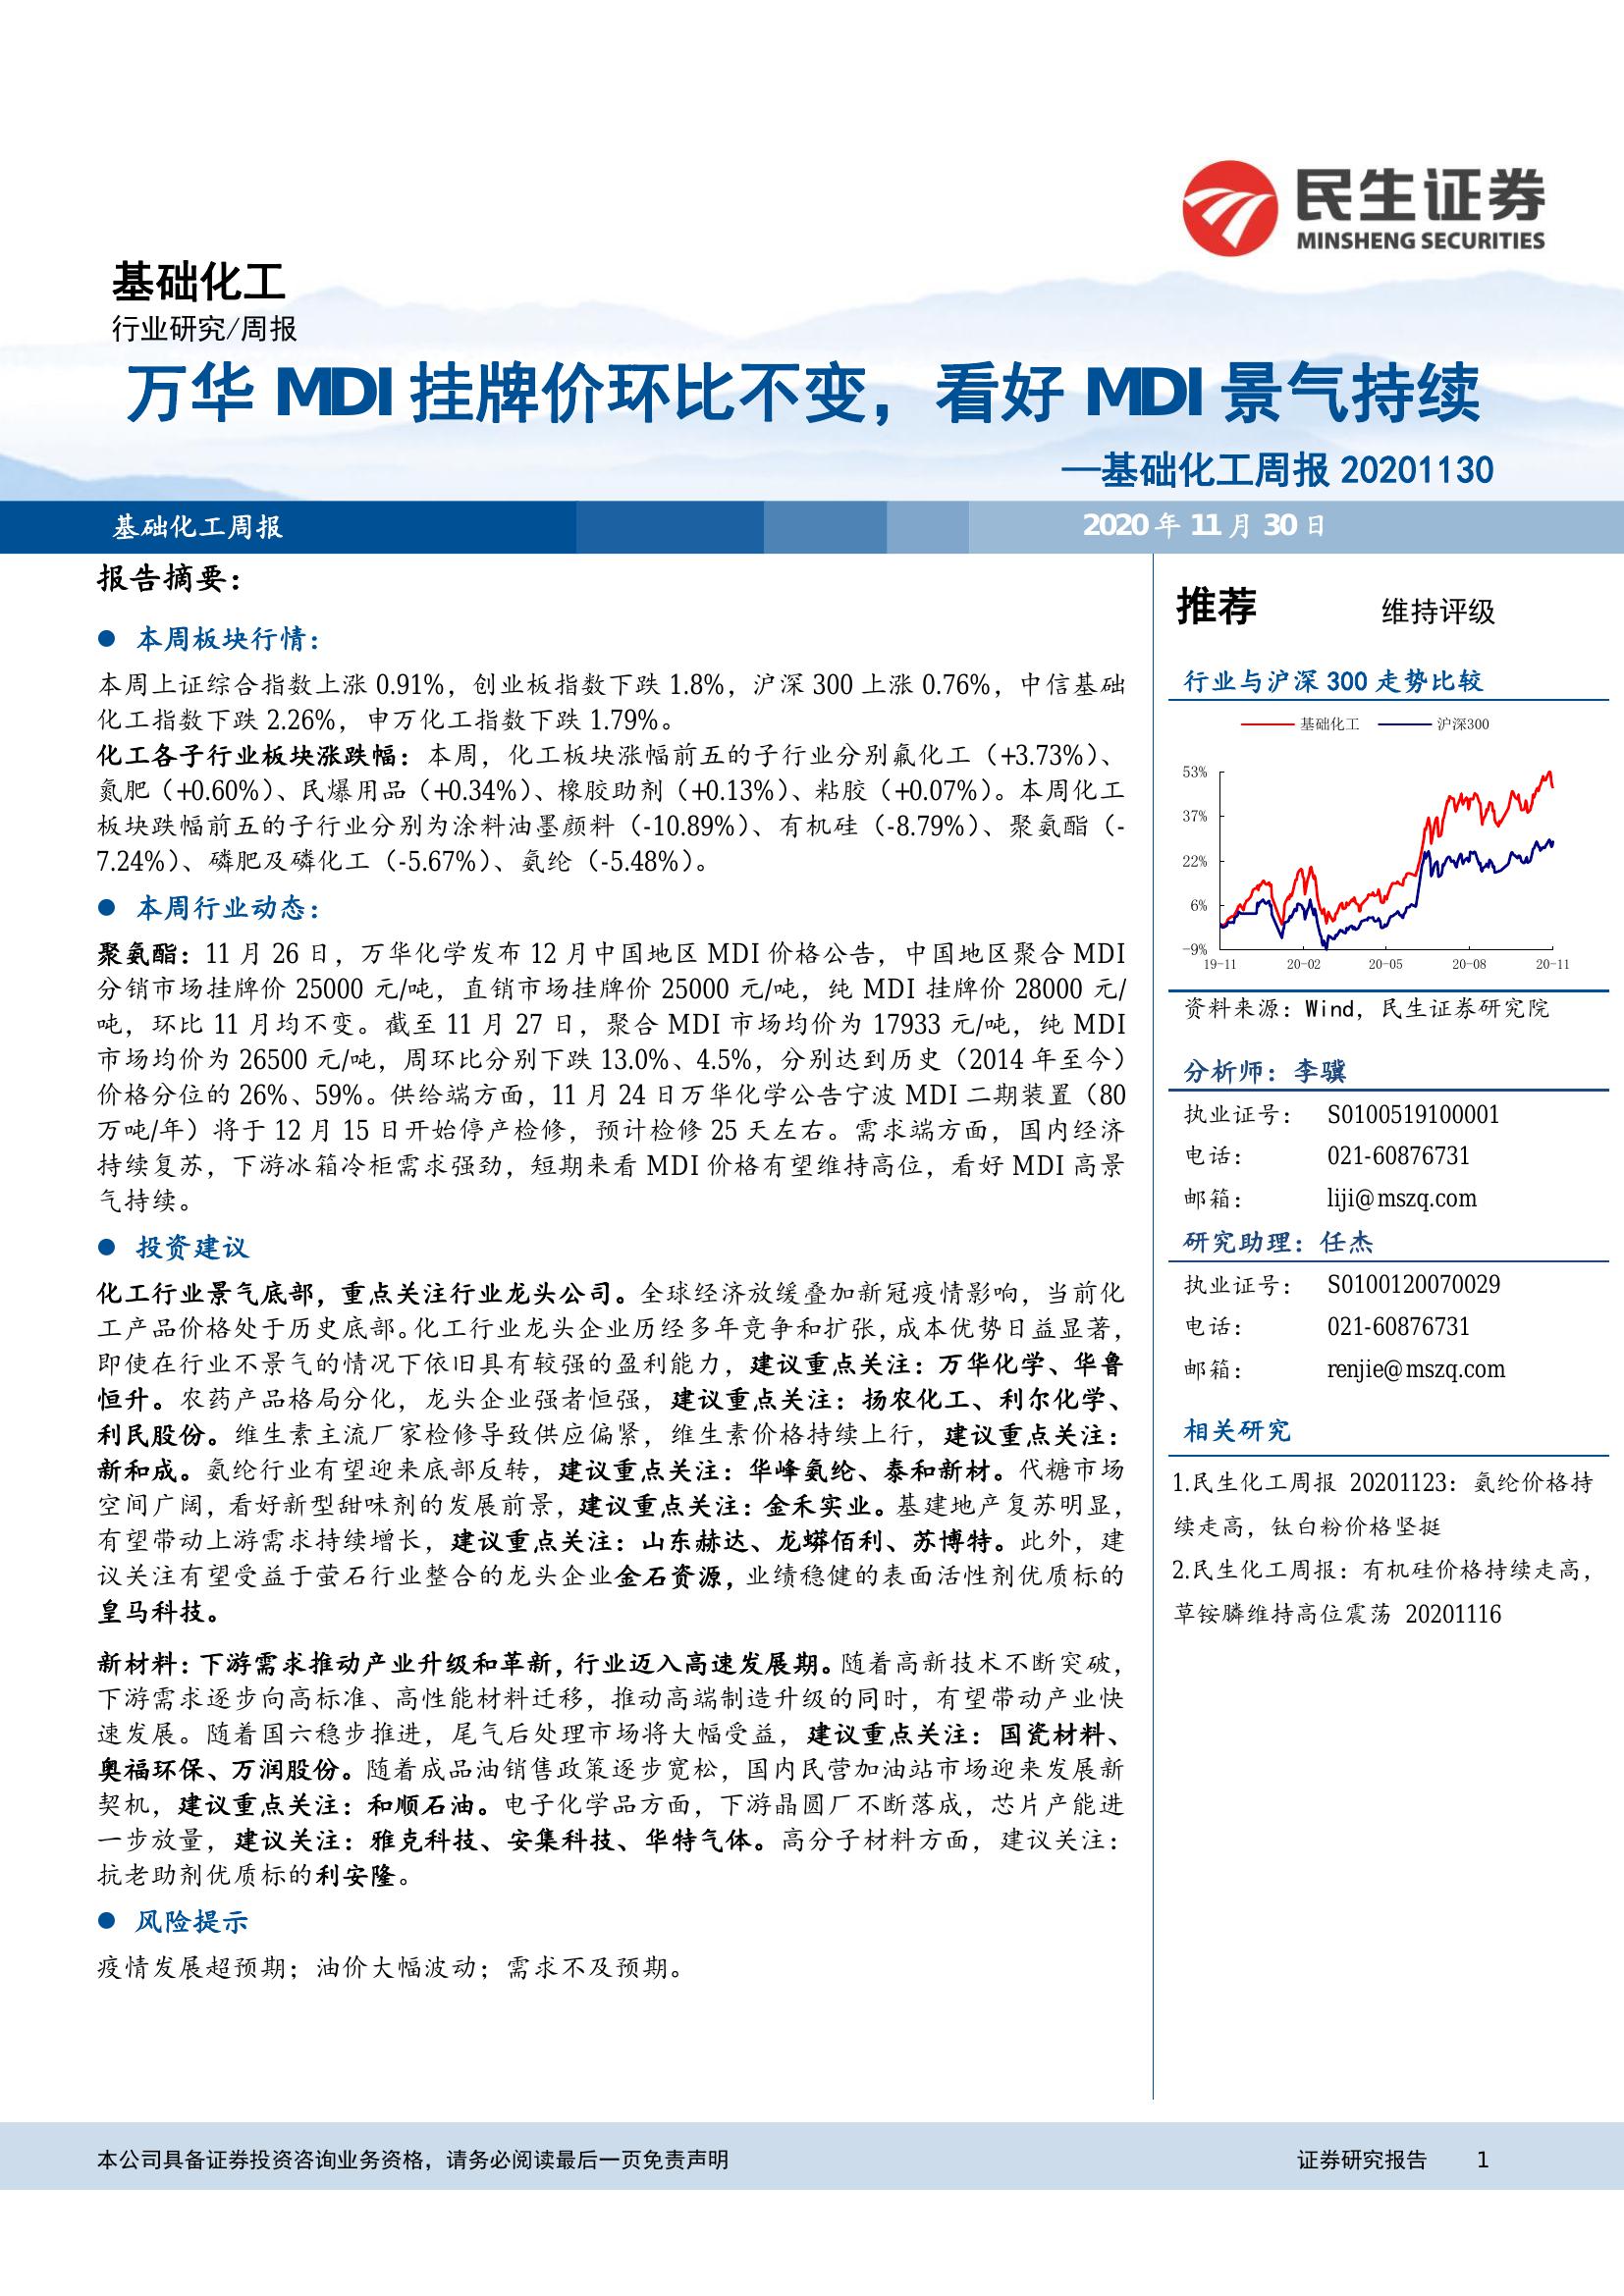 民生证券
MINSHENG SECURITIES
基础化工
行业研究/周报
万华 MDI 挂牌价环比不变，看好 MDI 景气持续
—基础化工周报 20201130
基础化工周报
2020 年 11 月 30 日
报告摘要：
● 本周板块行情：
本周上证综合指数上涨 0.91%，创业板指数下跌 1.8%，沪深 300 上涨 0.76%，中信基础
化工指数下跌 2.26%，申万化工指数下跌 1.79%。
化工各子行业板块涨跌幅：本周，化工板块涨幅前五的子行业分别氟化工（+3.73%）、
氮肥（+0.60%）、民爆用品（+0.34%）、橡胶助剂（+0.13%）、粘胶（+0.07%）。本周化工
板块跌幅前五的子行业分别为涂料油墨颜料（-10.89%）、有机硅（-8.79%）、聚氨酯（-
7.24%）、磷肥及磷化工（-5.67%）、氨纶（-5.48%）。
● 本周行业动态：
聚氨酯：11 月 26 日，万华化学发布 12 月中国地区 MDI 价格公告，中国地区聚合 MDI
分销市场挂牌价 25000 元/吨，直销市场挂牌价 25000 元/吨，纯 MDI 挂牌价 28000 元/
吨，环比 11 月均不变。截至 11 月 27 日，聚合 MDI 市场均价为 17933 元/吨，纯 MDI
市场均价为 26500 元/吨，周环比分别下跌 13.0%、4.5%，分别达到历史（2014 年至今）
价格分位的 26%、59%。供给端方面，11 月 24 日万华化学公告宁波 MDI 二期装置（80
万吨/年）将于 12 月 15 日开始停产检修，预计检修 25 天左右。需求端方面，国内经济
持续复苏，下游冰箱冷柜需求强劲，短期来看 MDI 价格有望维持高位，看好 MDI 高景
气持续。
● 投资建议
化工行业景气底部，重点关注行业龙头公司。全球经济放缓叠加新冠疫情影响，当前化
工产品价格处于历史底部。化工行业龙头企业历经多年竞争和扩张，成本优势日益显著，
即使在行业不景气的情况下依旧具有较强的盈利能力，建议重点关注：万华化学、华鲁
恒升。农药产品格局分化，龙头企业强者恒强，建议重点关注：扬农化工、利尔化学、
利民股份。维生素主流厂家检修导致供应偏紧，维生素价格持续上行，建议重点关注：
新和成。氨纶行业有望迎来底部反转，建议重点关注：华峰氨纶、泰和新材。代糖市场
空间广阔，看好新型甜味剂的发展前景，建议重点关注：金禾实业。基建地产复苏明显，
有望带动上游需求持续增长，建议重点关注：山东赫达、龙蟒佰利、苏博特。此外，建
议关注有望受益于萤石行业整合的龙头企业金石资源，业绩稳健的表面活性剂优质标的
皇马科技。
新材料：下游需求推动产业升级和革新，行业迈入高速发展期。随着高新技术不断突破，
下游需求逐步向高标准、高性能材料迁移，推动高端制造升级的同时，有望带动产业快
速发展。随着国六稳步推进，尾气后处理市场将大幅受益，建议重点关注：国瓷材料、
奥福环保、万润股份。随着成品油销售政策逐步宽松，国内民营加油站市场迎来发展新
契机，建议重点关注：和顺石油。电子化学品方面，下游晶圆厂不断落成，芯片产能进
一步放量，建议关注：雅克科技、安集科技、华特气体。高分子材料方面，建议关注：
抗老助剂优质标的利安隆。
● 风险提示
疫情发展超预期；油价大幅波动；需求不及预期。
推荐 维持评级
行业与沪深 300 走势比较
基础化工 沪深300
53%
37%
22%
6%
-9%
19-11 20-02 20-05 20-08 20-11
资料来源：Wind，民生证券研究院
分析师：李骥
执业证号： S0100519100001
电话： 021-60876731
邮箱： liji@mszq.com
研究助理：任杰
执业证号： S0100120070029
电话： 021-60876731
邮箱： renjie@mszq.com
相关研究
1.民生化工周报 20201123：氨纶价格持
续走高，钛白粉价格坚挺
2.民生化工周报：有机硅价格持续走高，
草铵膦维持高位震荡 20201116
本公司具备证券投资咨询业务资格，请务必阅读最后一页免责声明
证券研究报告 1